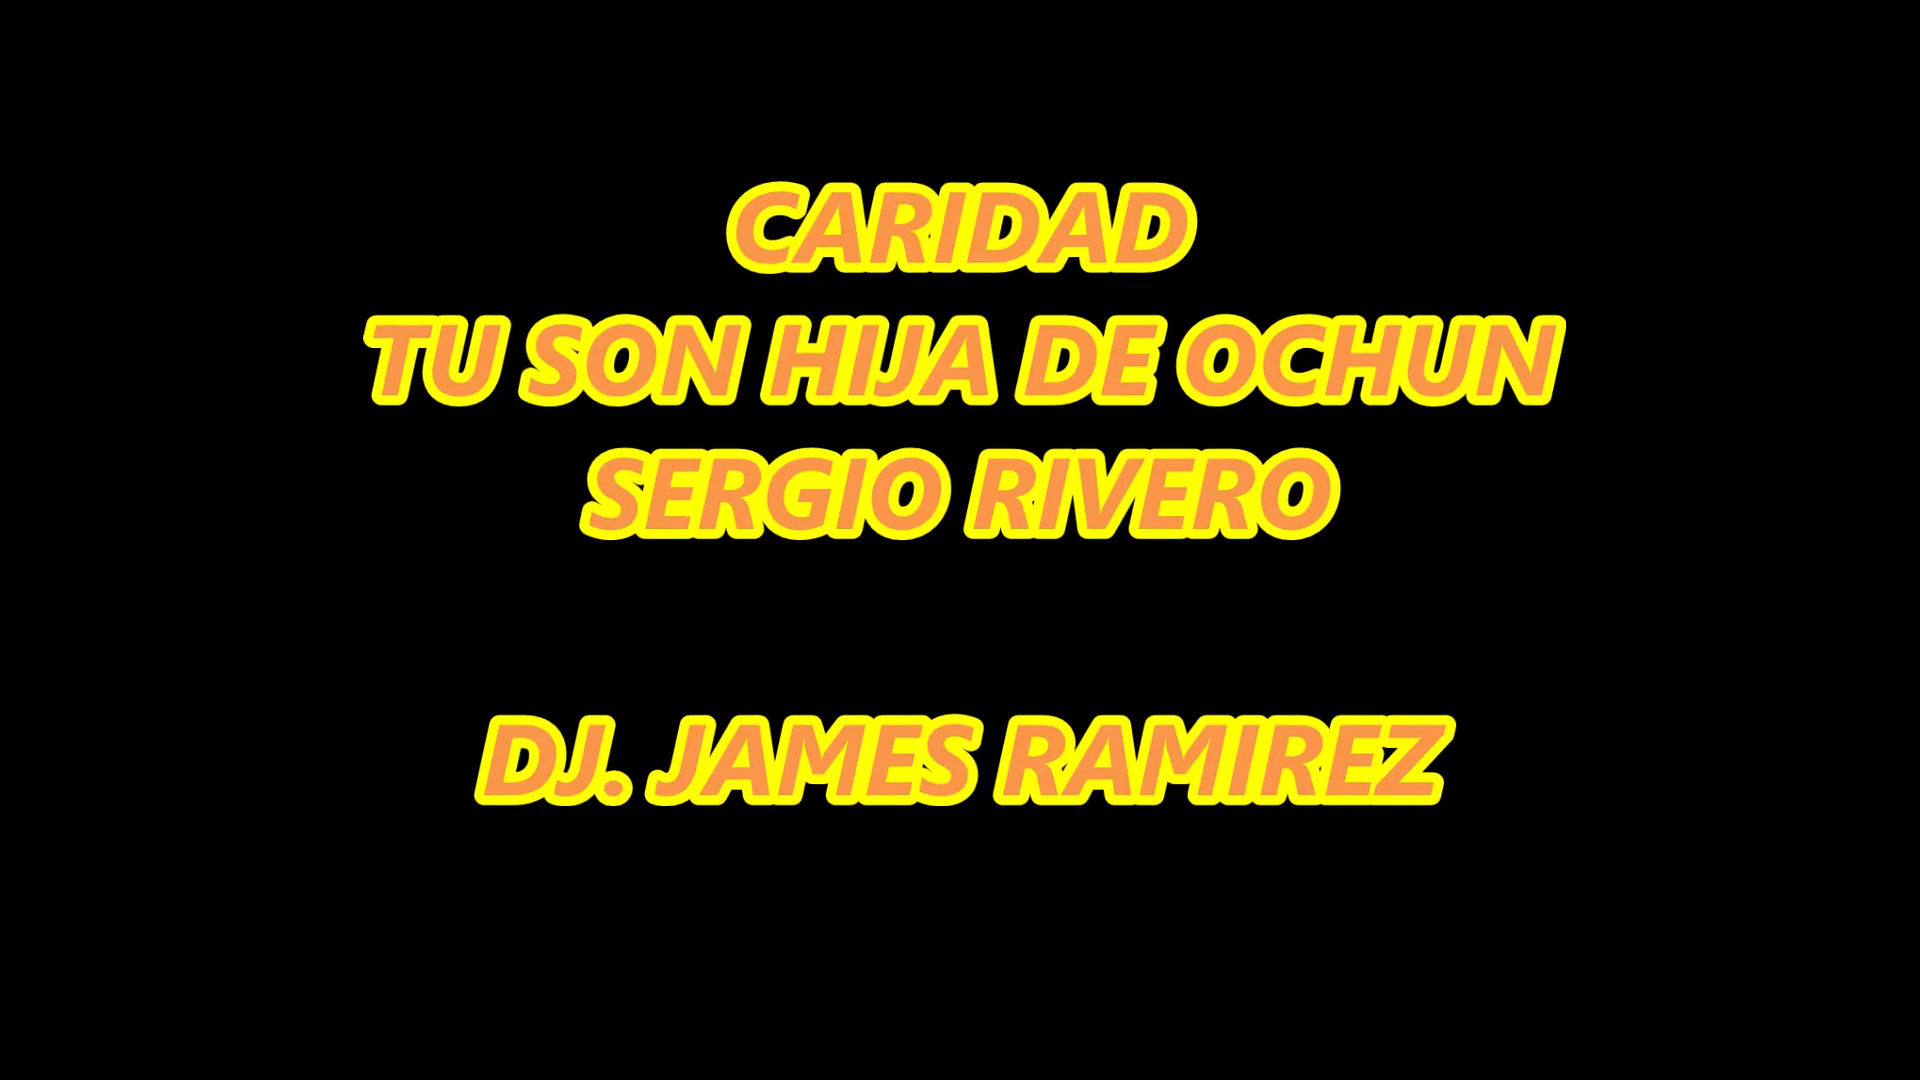 CARIDAD
TU SON HIJA DE OCHUN
SERGIO RIVERO
DJ. JAMES RAMIREZ